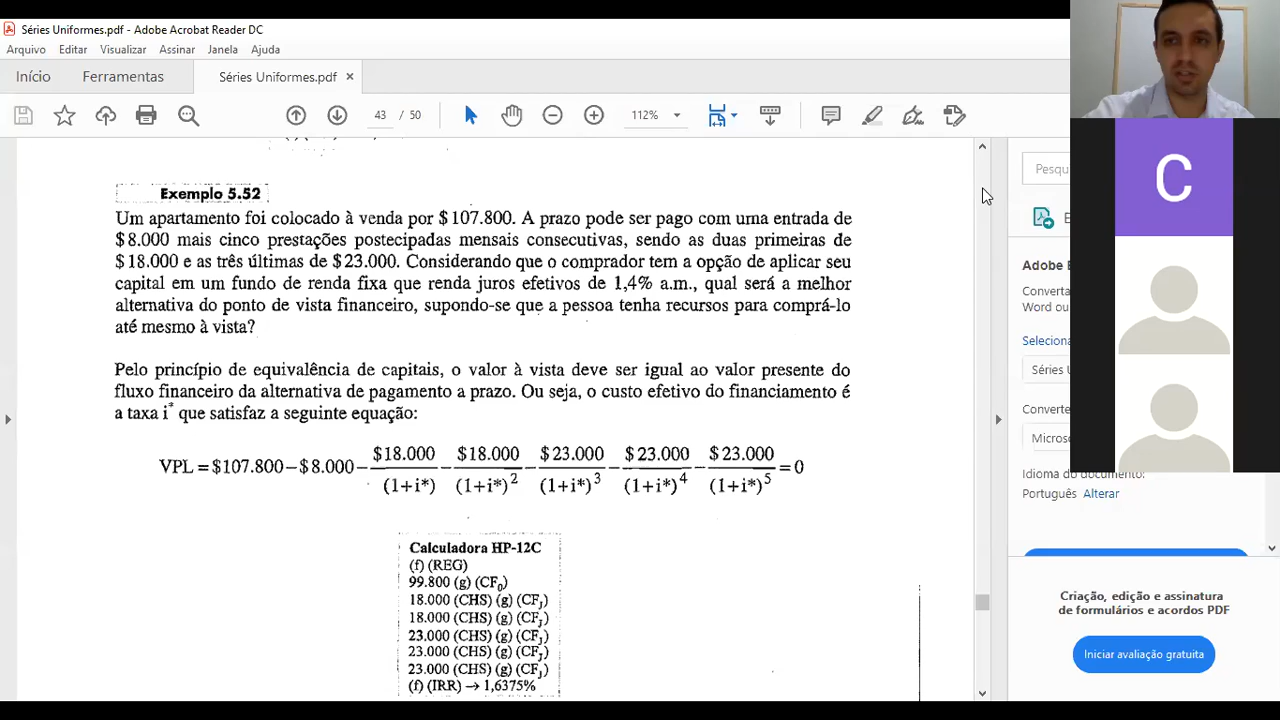 Séries Uniformes.pdf - Adobe Acrobat Reader DC
Arquivo Editar Visualizar Assinar Janela Ajuda
Início Ferramentas Séries Uniformes.pdf ×
43 / 50 112%
Exemplo 5.52
Um apartamento foi colocado à venda por $ 107.800. A prazo pode ser pago com uma entrada de
$ 8.000 mais cinco prestações postecipadas mensais consecutivas, sendo as duas primeiras de
$ 18.000 e as três últimas de $ 23.000. Considerando que o comprador tem a opção de aplicar seu
capital em um fundo de renda fixa que renda juros efetivos de 1,4% a.m., qual será a melhor
alternativa do ponto de vista financeiro, supondo-se que a pessoa tenha recursos para comprá-lo
até mesmo à vista?
Pelo princípio de equivalência de capitais, o valor à vista deve ser igual ao valor presente do
fluxo financeiro da alternativa de pagamento a prazo. Ou seja, o custo efetivo do financiamento é
a taxa i* que satisfaz a seguinte equação:
VPL = $107.800 – $8.000 – $18.000/(1+i*) – $18.000/(1+i*)² – $23.000/(1+i*)³ – $23.000/(1+i*)⁴ – $23.000/(1+i*)⁵ = 0
Calculadora HP-12C
(f) (REG)
99.800 (g) (CF₀)
18.000 (CHS) (g) (CFⱼ)
18.000 (CHS) (g) (CFⱼ)
23.000 (CHS) (g) (CFⱼ)
23.000 (CHS) (g) (CFⱼ)
23.000 (CHS) (g) (CFⱼ)
(f) (IRR) → 1,6375%
C
Pesqu
E
Adobe E
Converta
Word ou
Seleciona
Séries U
Converte
Microso
Idioma do documento:
Português Alterar
Criação, edição e assinatura
de formulários e acordos PDF
Iniciar avaliação gratuita